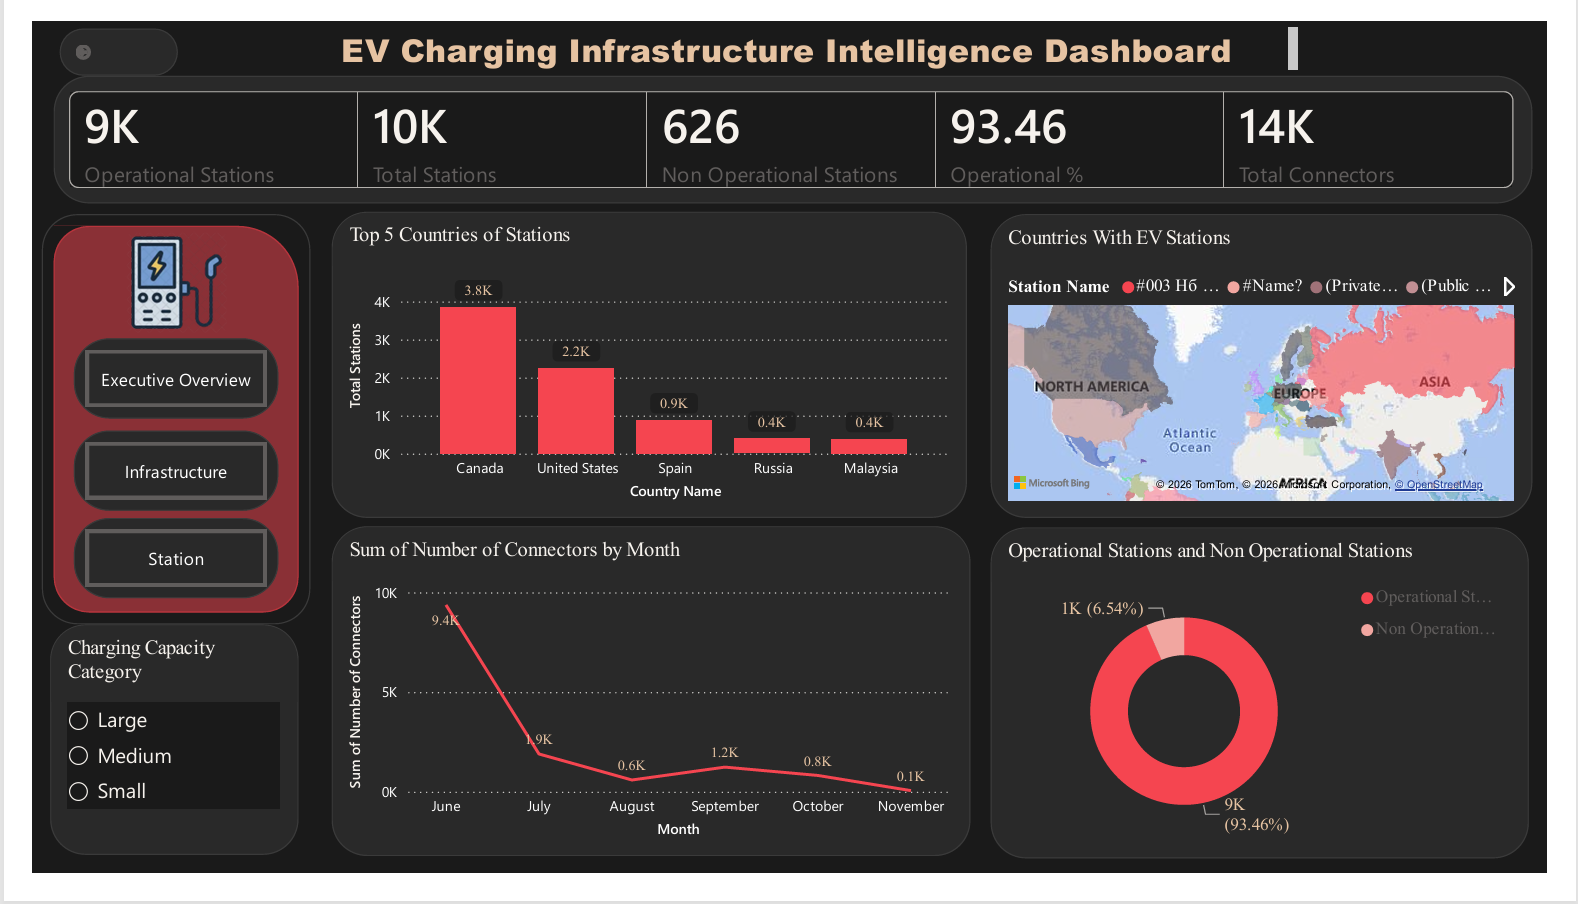 EV Charging Infrastructure Intelligence Dashboard
9K
Operational Stations
10K
Total Stations
626
Non Operational Stations
93.46
Operational %
14K
Total Connectors
Executive Overview
Infrastructure
Station
Charging Capacity
Category
Large
Medium
Small
Top 5 Countries of Stations
Total Stations
4K
3K
2K
1K
0K
3.8K
2.2K
0.9K
0.4K
0.4K
Canada
United States
Spain
Russia
Malaysia
Country Name
Countries With EV Stations
Station Name #003 Нб ... #Name? (Private... (Public ...
NORTH AMERICA
EUROPE
ASIA
Atlantic
Ocean
AFRICA
Microsoft Bing
© 2026 TomTom, © 2026 Microsoft Corporation, © OpenStreetMap
Sum of Number of Connectors by Month
Sum of Number of Connectors
10K
5K
0K
9.4K
1.9K
0.6K
1.2K
0.8K
0.1K
June
July
August
September
October
November
Month
Operational Stations and Non Operational Stations
Operational St...
Non Operation...
1K (6.54%)
9K
(93.46%)